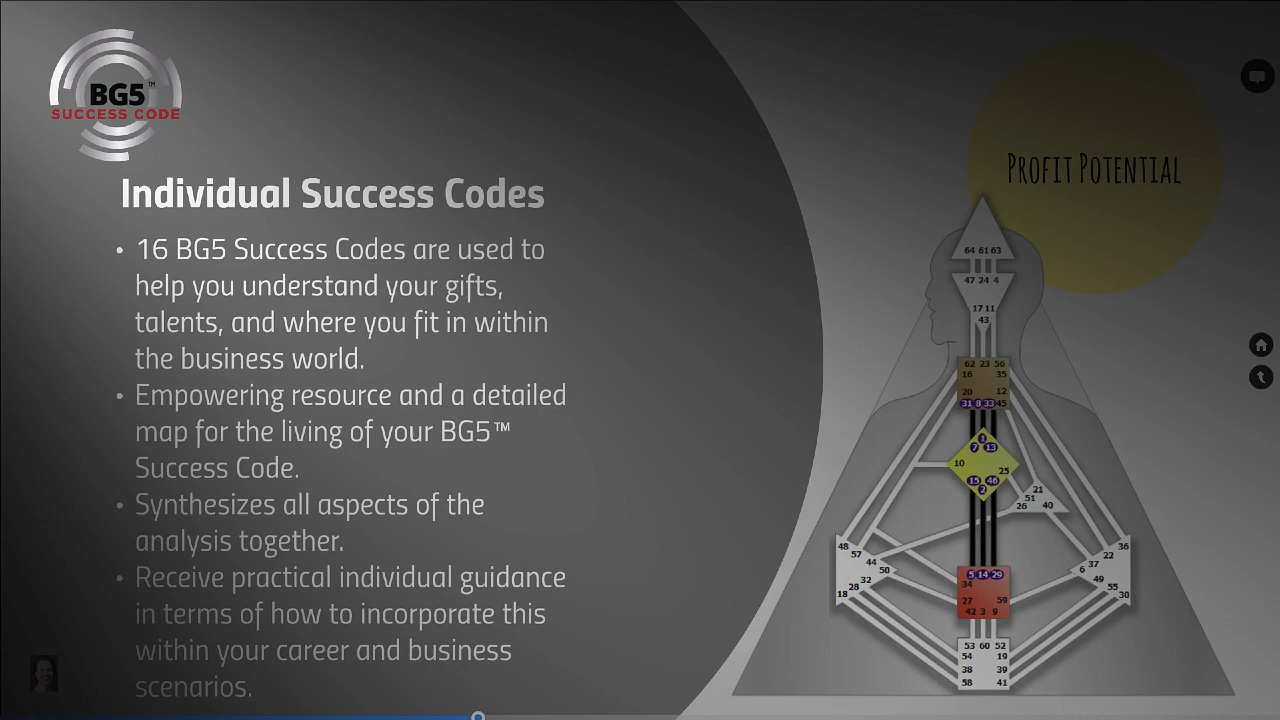 BG5™
SUCCESS CODE
Individual Success Codes
• 16 BG5 Success Codes are used to
help you understand your gifts,
talents, and where you fit in within
the business world.
• Empowering resource and a detailed
map for the living of your BG5™
Success Code.
• Synthesizes all aspects of the
analysis together.
• Receive practical individual guidance
in terms of how to incorporate this
within your career and business
scenarios.
PROFIT POTENTIAL
64 61 63
47 24 4
17 11
43
62 23 56
16 35
20 12
31 8 33 45
1
7 13
10 25
15 46
2
21
51
26 40
48
57
44
50
32
28
18
36
22
37
6
49
55
30
5 14 29
34
27 59
42 3 9
53 60 52
54 19
38 39
58 41